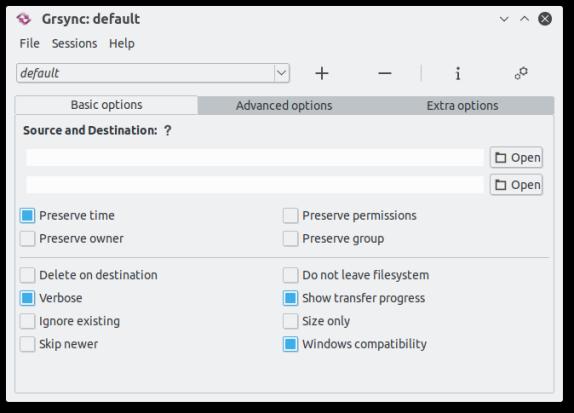 Grsync: default
File Sessions Help
default
Basic options Advanced options Extra options
Source and Destination: ?
Open
Open
Preserve time Preserve permissions
Preserve owner Preserve group
Delete on destination Do not leave filesystem
Verbose Show transfer progress
Ignore existing Size only
Skip newer Windows compatibility